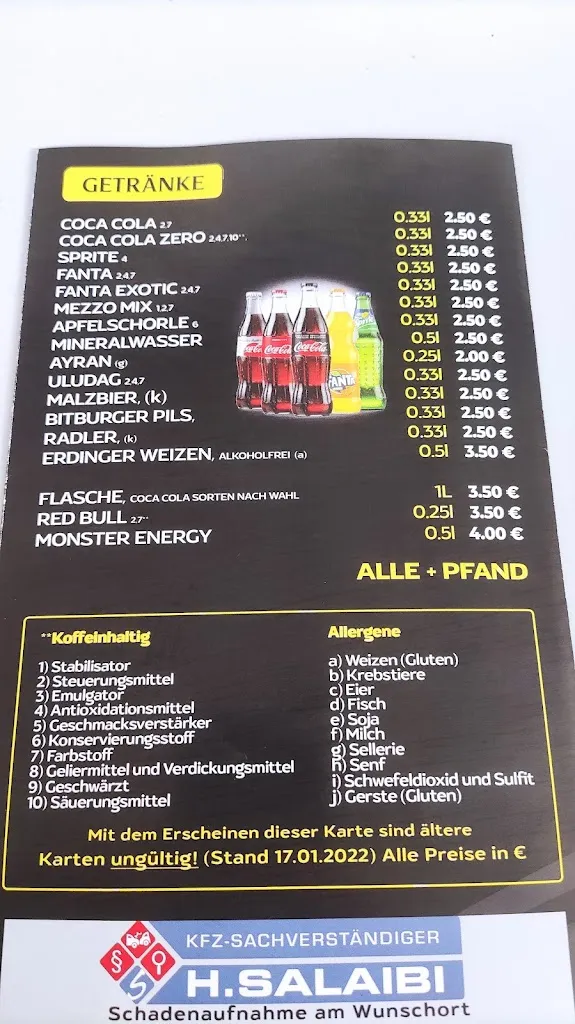 GETRÄNKE
COCA COLA 2,7 0.33l 2.50 €
COCA COLA ZERO 2,4,7,10**, 0.33l 2.50 €
SPRITE 4 0.33l 2.50 €
FANTA 2,4,7 0.33l 2.50 €
FANTA EXOTIC 2,4,7 0.33l 2.50 €
MEZZO MIX 1,2,7 0.33l 2.50 €
APFELSCHORLE 6 0.33l 2.50 €
MINERALWASSER 0.5l 2.50 €
AYRAN (g) 0.25l 2.00 €
ULUDAG 2,4,7 0.33l 2.50 €
MALZBIER, (k) 0.33l 2.50 €
BITBURGER PILS, 0.33l 2.50 €
RADLER, (k) 0.33l 2.50 €
ERDINGER WEIZEN, ALKOHOLFREI (a) 0.5l 3.50 €
FLASCHE, COCA COLA SORTEN NACH WAHL 1L 3.50 €
RED BULL 2,7** 0.25l 3.50 €
MONSTER ENERGY 0.5l 4.00 €
ALLE + PFAND
**Koffeinhaltig
1) Stabilisator
2) Steuerungsmittel
3) Emulgator
4) Antioxidationsmittel
5) Geschmacksverstärker
6) Konservierungsstoff
7) Farbstoff
8) Geliermittel und Verdickungsmittel
9) Geschwärzt
10) Säuerungsmittel
Allergene
a) Weizen (Gluten)
b) Krebstiere
c) Eier
d) Fisch
e) Soja
f) Milch
g) Sellerie
h) Senf
i) Schwefeldioxid und Sulfit
j) Gerste (Gluten)
Mit dem Erscheinen dieser Karte sind ältere
Karten ungültig! (Stand 17.01.2022) Alle Preise in €
§
5
KFZ-SACHVERSTÄNDIGER
H.SALAIBI
Schadenaufnahme am Wunschort